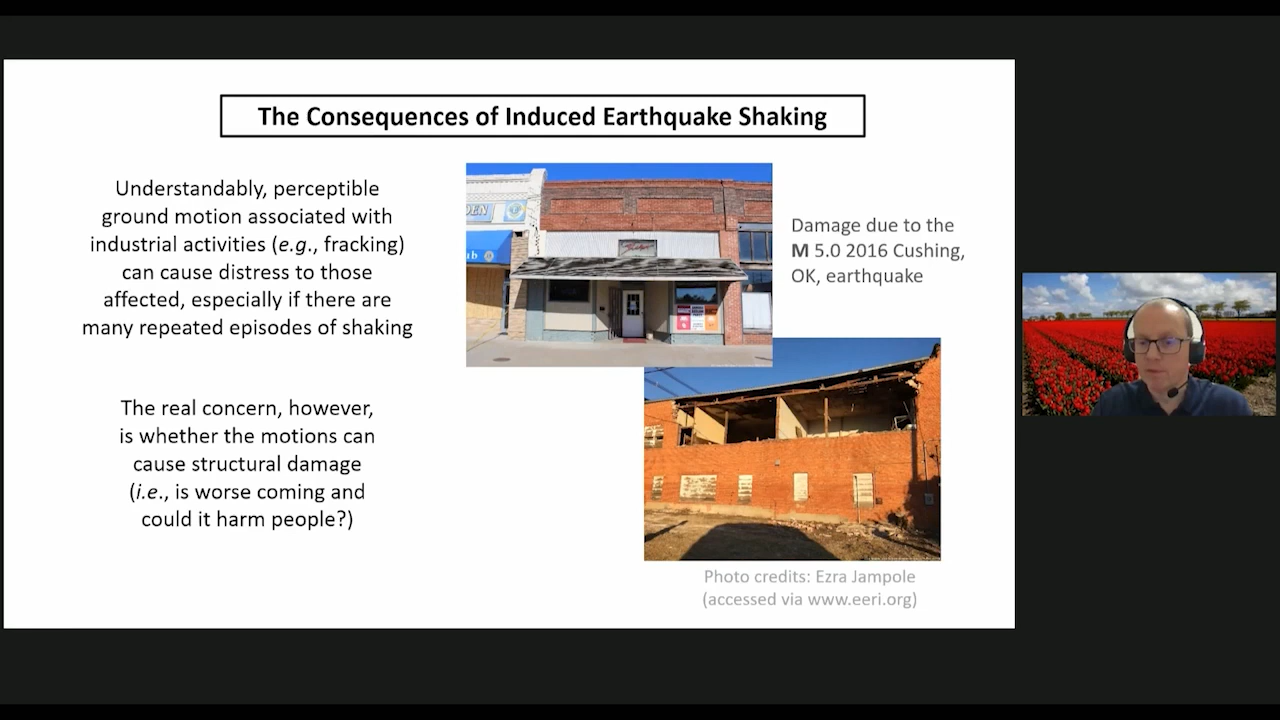 The Consequences of Induced Earthquake Shaking
Understandably, perceptible
ground motion associated with
industrial activities (e.g., fracking)
can cause distress to those
affected, especially if there are
many repeated episodes of shaking
The real concern, however,
is whether the motions can
cause structural damage
(i.e., is worse coming and
could it harm people?)
Damage due to the
M 5.0 2016 Cushing,
OK, earthquake
Photo credits: Ezra Jampole
(accessed via www.eeri.org)